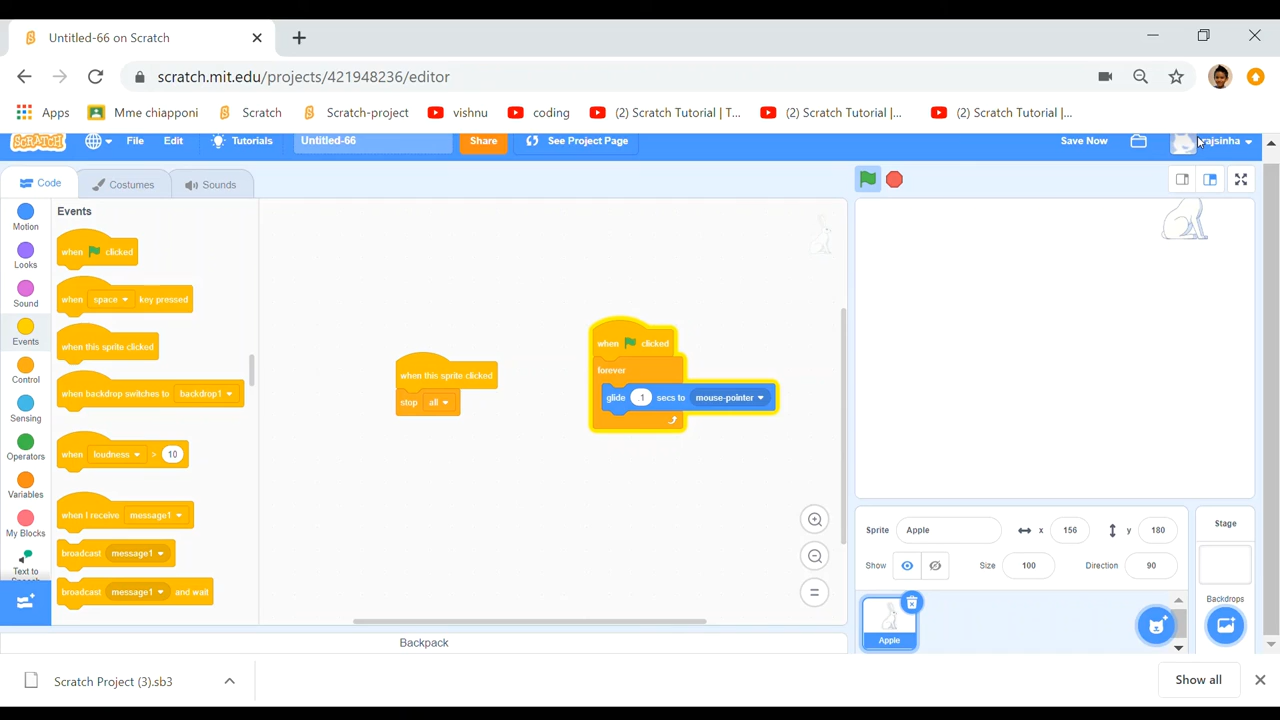 Untitled-66 on Scratch
scratch.mit.edu/projects/421948236/editor
Apps Mme chiapponi Scratch Scratch-project vishnu coding (2) Scratch Tutorial | T... (2) Scratch Tutorial |... (2) Scratch Tutorial |...
SCRATCH File Edit Tutorials Untitled-66 Share See Project Page Save Now rajsinha
Code Costumes Sounds
Motion
Looks
Sound
Events
Control
Sensing
Operators
Variables
My Blocks
Text to
Events
when clicked
when space key pressed
when this sprite clicked
when backdrop switches to backdrop1
when loudness > 10
when I receive message1
broadcast message1
broadcast message1 and wait
when this sprite clicked
stop all
when clicked
forever
glide .1 secs to mouse-pointer
Sprite Apple x 156 y 180
Show Size 100 Direction 90
Apple
Stage
Backdrops
Backpack
Scratch Project (3).sb3
Show all